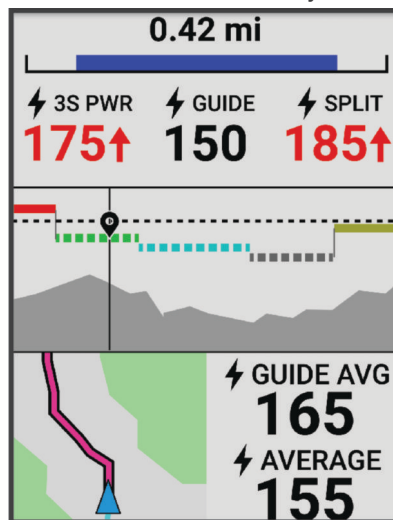 0.42 mi
3S PWR GUIDE SPLIT
175 150 185
GUIDE AVG
165
AVERAGE
155